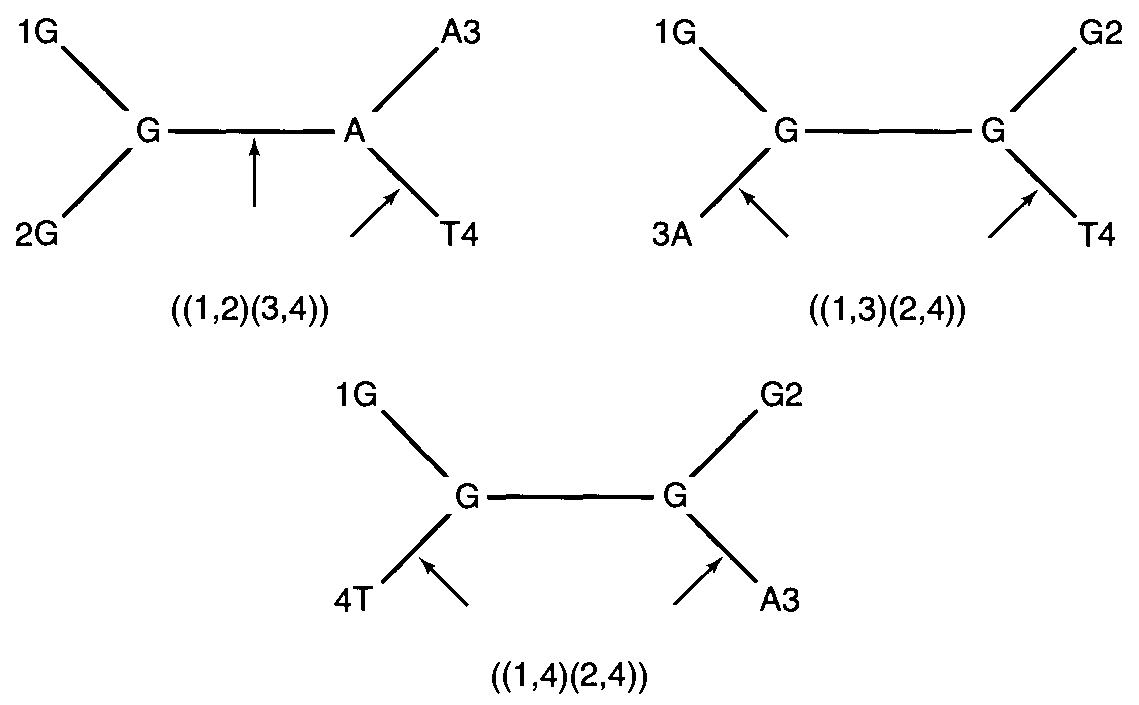 1G A3
G A
2G T4
((1,2)(3,4))
1G G2
G G
3A T4
((1,3)(2,4))
1G G2
G G
4T A3
((1,4)(2,4))